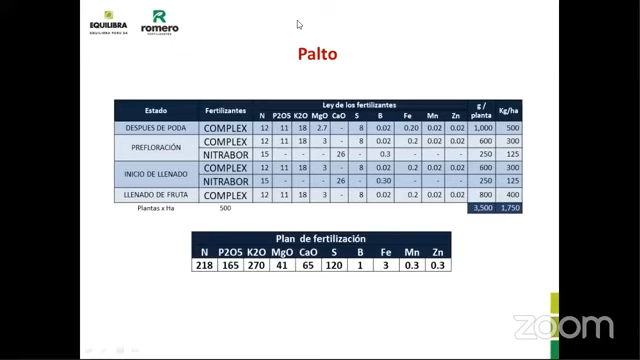 EQUILIBRA
EQUILIBRA PERÚ SA
romero
FERTILIZANTES
Palto
Estado Fertilizantes Ley de los fertilizantes g / planta Kg/ha
N P2O5 K2O MgO CaO S B Fe Mn Zn
DESPUES DE PODA COMPLEX 12 11 18 2.7 - 8 0.02 0.20 0.02 0.02 1,000 500
PREFLORACIÓN COMPLEX 12 11 18 3 - 8 0.02 0.2 0.02 0.02 600 300
NITRABOR 15 - - 26 - 0.3 250 125
INICIO DE LLENADO COMPLEX 12 11 18 3 - 8 0.02 0.2 0.02 0.02 600 300
NITRABOR 15 - - 26 - 0.30 250 125
LLENADO DE FRUTA COMPLEX 12 11 18 3 - 8 0.02 0.2 0.02 0.02 800 400
Plantas x Ha 500 3,500 1,750
Plan de fertilización
N P2O5 K2O MgO CaO S B Fe Mn Zn
218 165 270 41 65 120 1 3 0.3 0.3
zoom